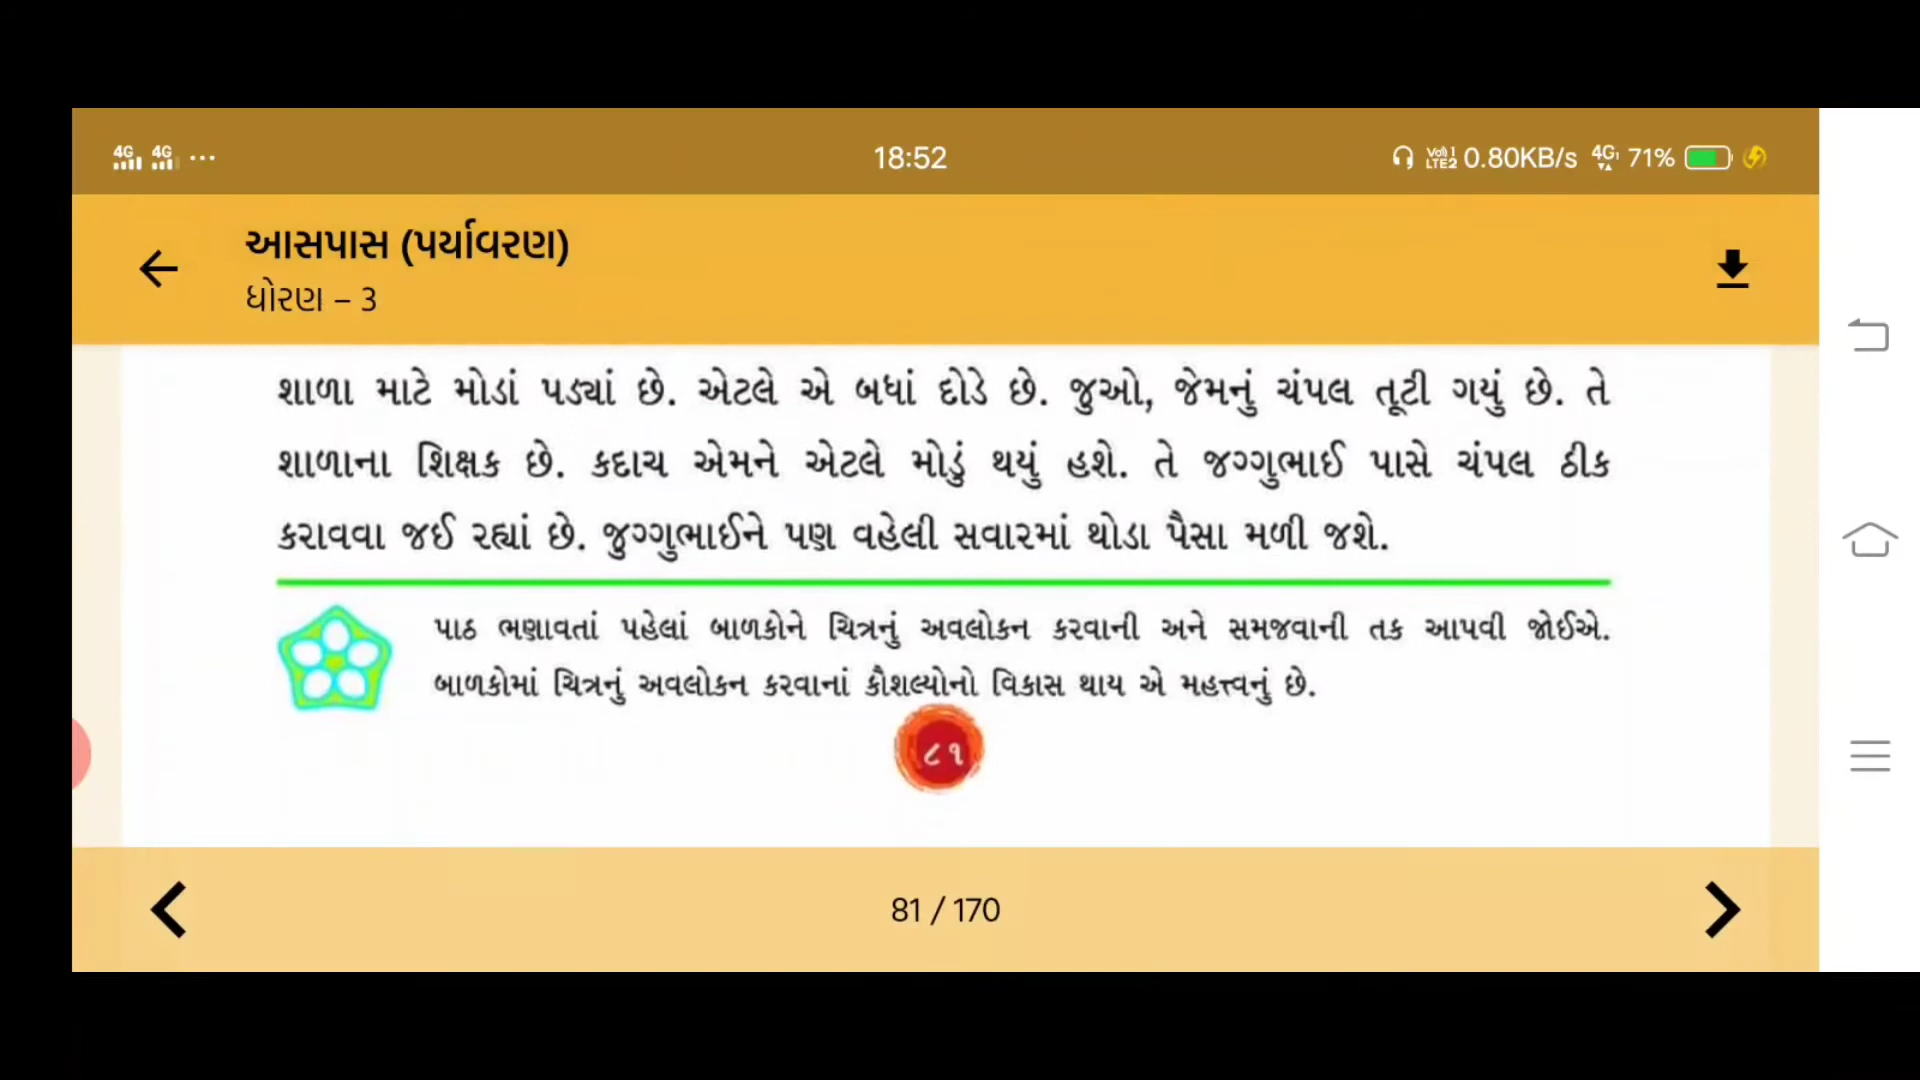 4G 4G ...
18:52
Vo) 1 LTE2 0.80KB/s 4G 71%
આસપાસ (પર્યાવરણ)
ધોરણ – 3
શાળા માટે મોડાં પડ્યાં છે. એટલે એ બધાં દોડે છે. જુઓ, જેમનું ચંપલ તૂટી ગયું છે. તે
શાળાના શિક્ષક છે. કદાચ એમને એટલે મોડું થયું હશે. તે જગ્ગુભાઈ પાસે ચંપલ ઠીક
કરાવવા જઈ રહ્યાં છે. જુગ્ગુભાઈને પણ વહેલી સવારમાં થોડા પૈસા મળી જશે.
પાઠ ભણાવતાં પહેલાં બાળકોને ચિત્રનું અવલોકન કરવાની અને સમજવાની તક આપવી જોઈએ.
બાળકોમાં ચિત્રનું અવલોકન કરવાનાં કૌશલ્યોનો વિકાસ થાય એ મહત્ત્વનું છે.
૮૧
81 / 170